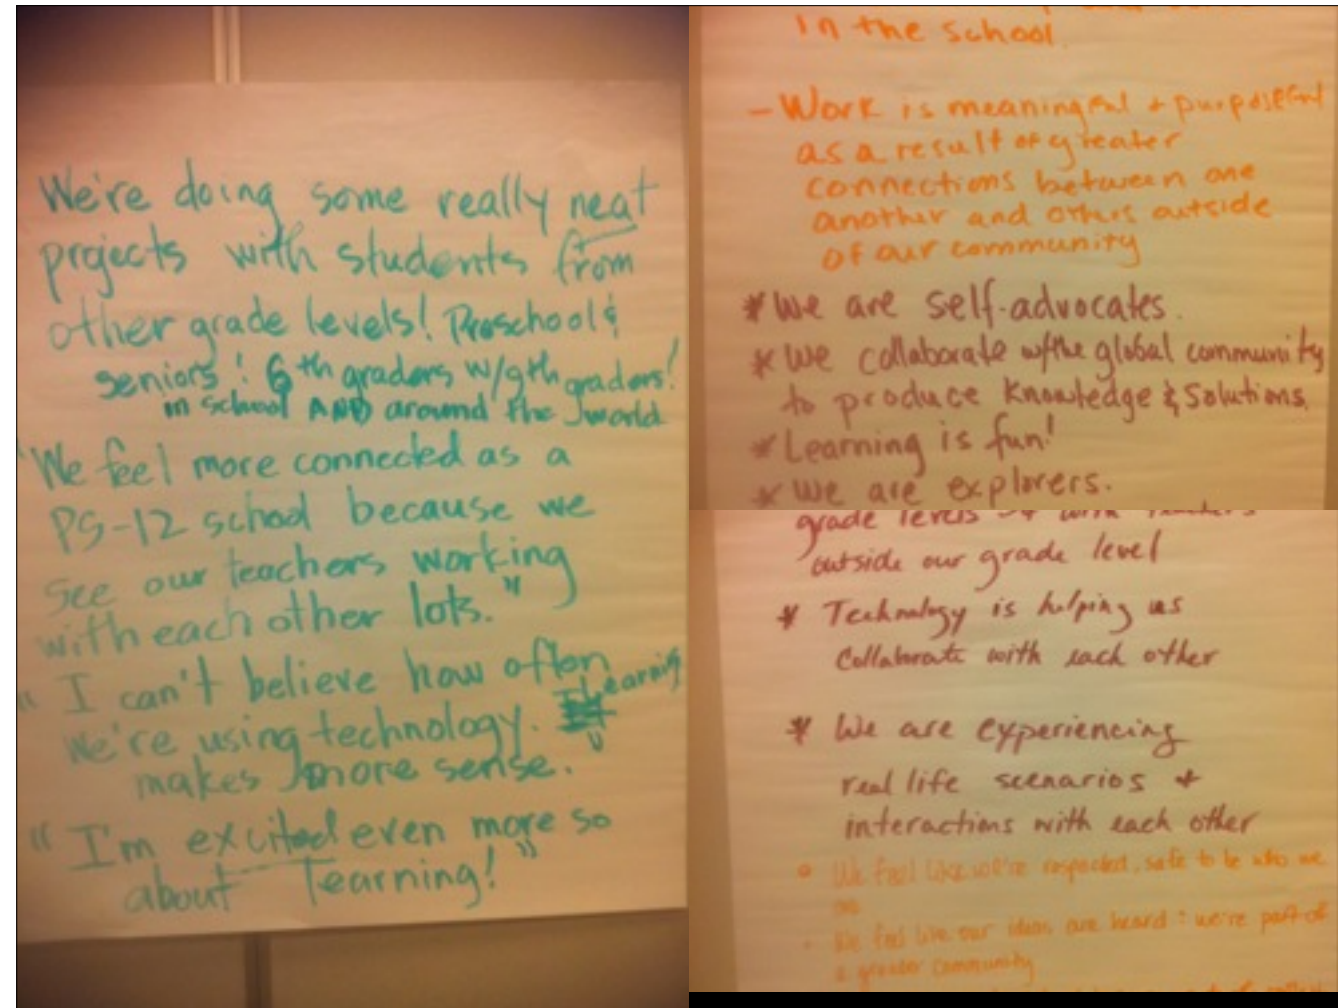 We're doing some really neat
projects with students from
other grade levels! Preschool &
seniors! 6th graders w/9th graders!
in school AND around the world
"We feel more connected as a
PS-12 school because we
see our teachers working
with each other lots."
"I can't believe how often
we're using technology. Learning
makes more sense."
"I'm excited even more so
about learning!"
in the school.
- Work is meaningful + purposeful
as a result of greater
connections between one
another and others outside
of our community
* We are self-advocates.
* We collaborate w/the global community
to produce knowledge & solutions.
* Learning is fun!
* We are explorers.
grade levels + with teachers
outside our grade level
* Technology is helping us
collaborate with each other
* We are experiencing
real life scenarios +
interactions with each other
We feel like we're respected, safe to be who we
are
We feel like our ideas are heard : we're part of
a greater community